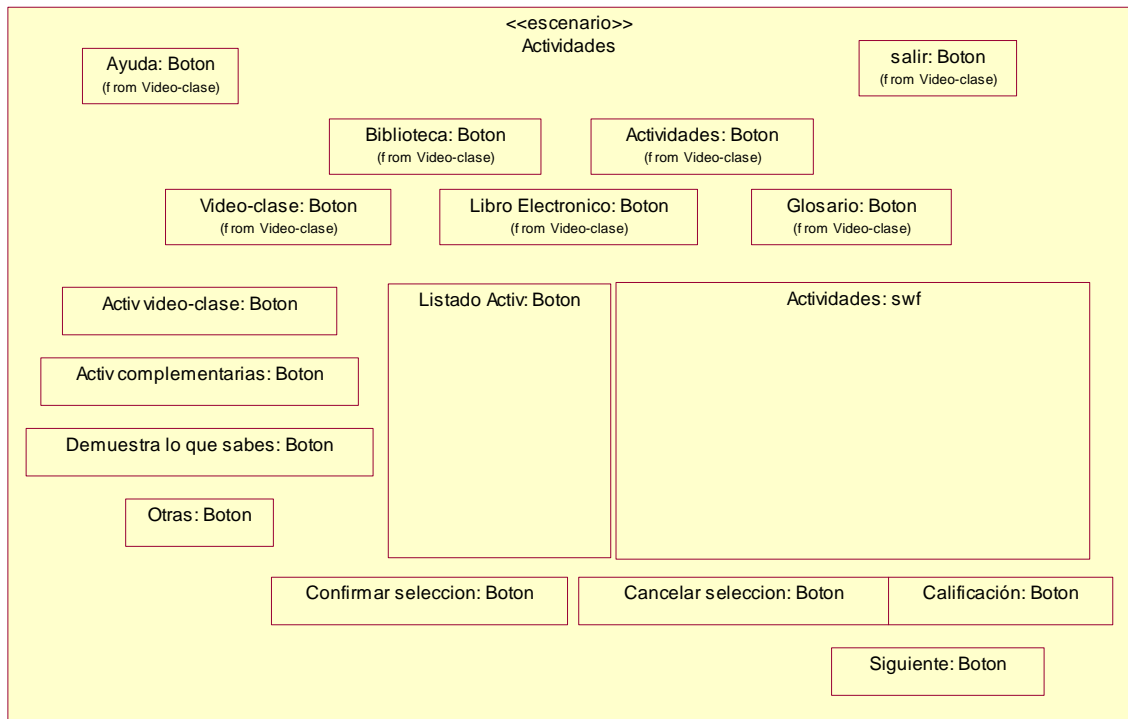 <<escenario>>
Actividades
Ayuda: Boton
(from Video-clase)
salir: Boton
(from Video-clase)
Biblioteca: Boton
(from Video-clase)
Actividades: Boton
(from Video-clase)
Video-clase: Boton
(from Video-clase)
Libro Electronico: Boton
(from Video-clase)
Glosario: Boton
(from Video-clase)
Activ video-clase: Boton
Listado Activ: Boton
Actividades: swf
Activ complementarias: Boton
Demuestra lo que sabes: Boton
Otras: Boton
Confirmar seleccion: Boton
Cancelar seleccion: Boton
Calificación: Boton
Siguiente: Boton